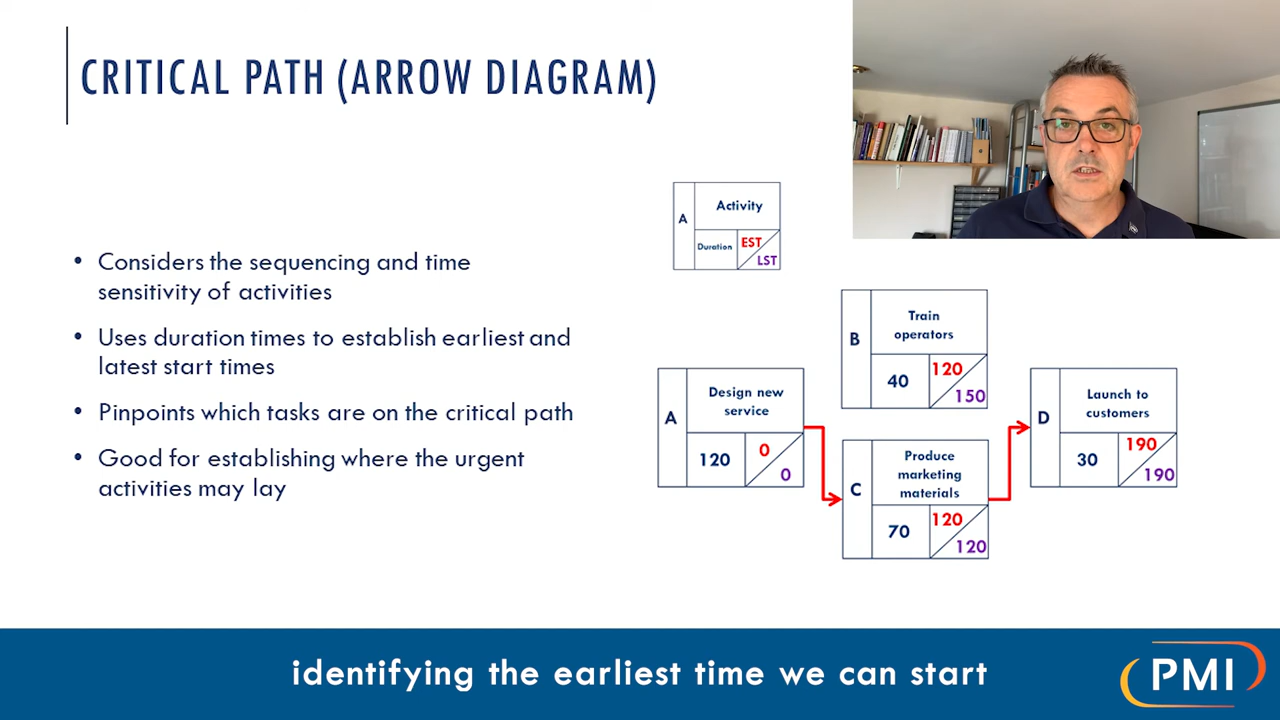 CRITICAL PATH (ARROW DIAGRAM)
• Considers the sequencing and time
sensitivity of activities
• Uses duration times to establish earliest and
latest start times
• Pinpoints which tasks are on the critical path
• Good for establishing where the urgent
activities may lay
A
Activity
Duration
EST
LST
A
Design new
service
120
0
0
B
Train
operators
40
120
150
C
Produce
marketing
materials
70
120
120
D
Launch to
customers
30
190
190
identifying the earliest time we can start
PMI